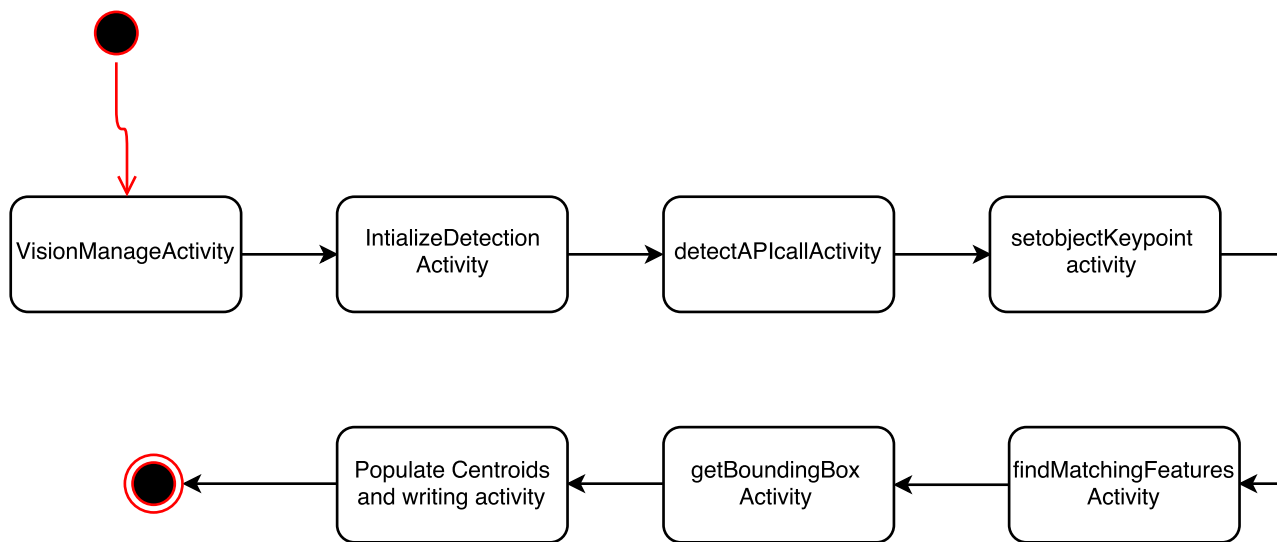 VisionManageActivity
IntializeDetection
Activity
detectAPIcallActivity
setobjectKeypoint
activity
findMatchingFeatures
Activity
getBoundingBox
Activity
Populate Centroids
and writing activity